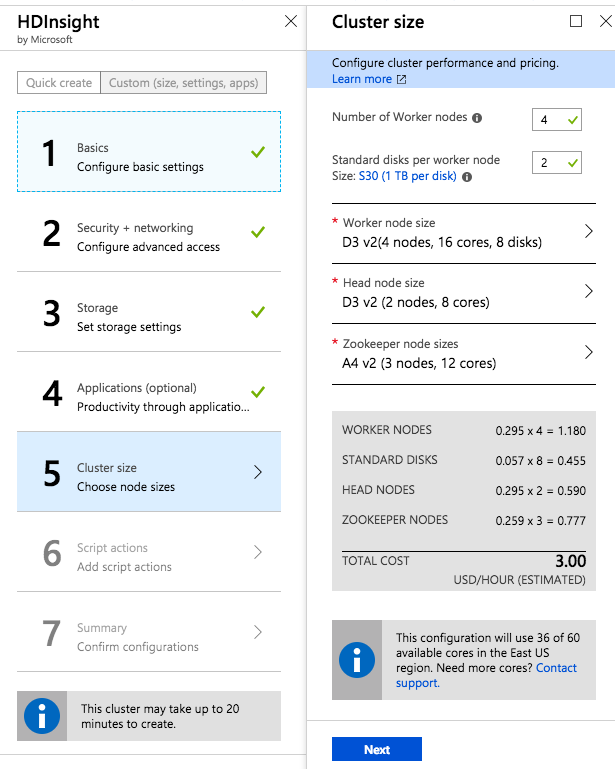 HDInsight
by Microsoft
Quick create
Custom (size, settings, apps)
1
Basics
Configure basic settings
2
Security + networking
Configure advanced access
3
Storage
Set storage settings
4
Applications (optional)
Productivity through applicatio...
5
Cluster size
Choose node sizes
6
Script actions
Add script actions
7
Summary
Confirm configurations
This cluster may take up to 20
minutes to create.
Cluster size
Configure cluster performance and pricing.
Learn more
Number of Worker nodes
4
Standard disks per worker node
Size: S30 (1 TB per disk)
2
* Worker node size
D3 v2(4 nodes, 16 cores, 8 disks)
* Head node size
D3 v2 (2 nodes, 8 cores)
* Zookeeper node sizes
A4 v2 (3 nodes, 12 cores)
WORKER NODES 0.295 x 4 = 1.180
STANDARD DISKS 0.057 x 8 = 0.455
HEAD NODES 0.295 x 2 = 0.590
ZOOKEEPER NODES 0.259 x 3 = 0.777
TOTAL COST 3.00
USD/HOUR (ESTIMATED)
This configuration will use 36 of 60
available cores in the East US
region. Need more cores? Contact
support.
Next